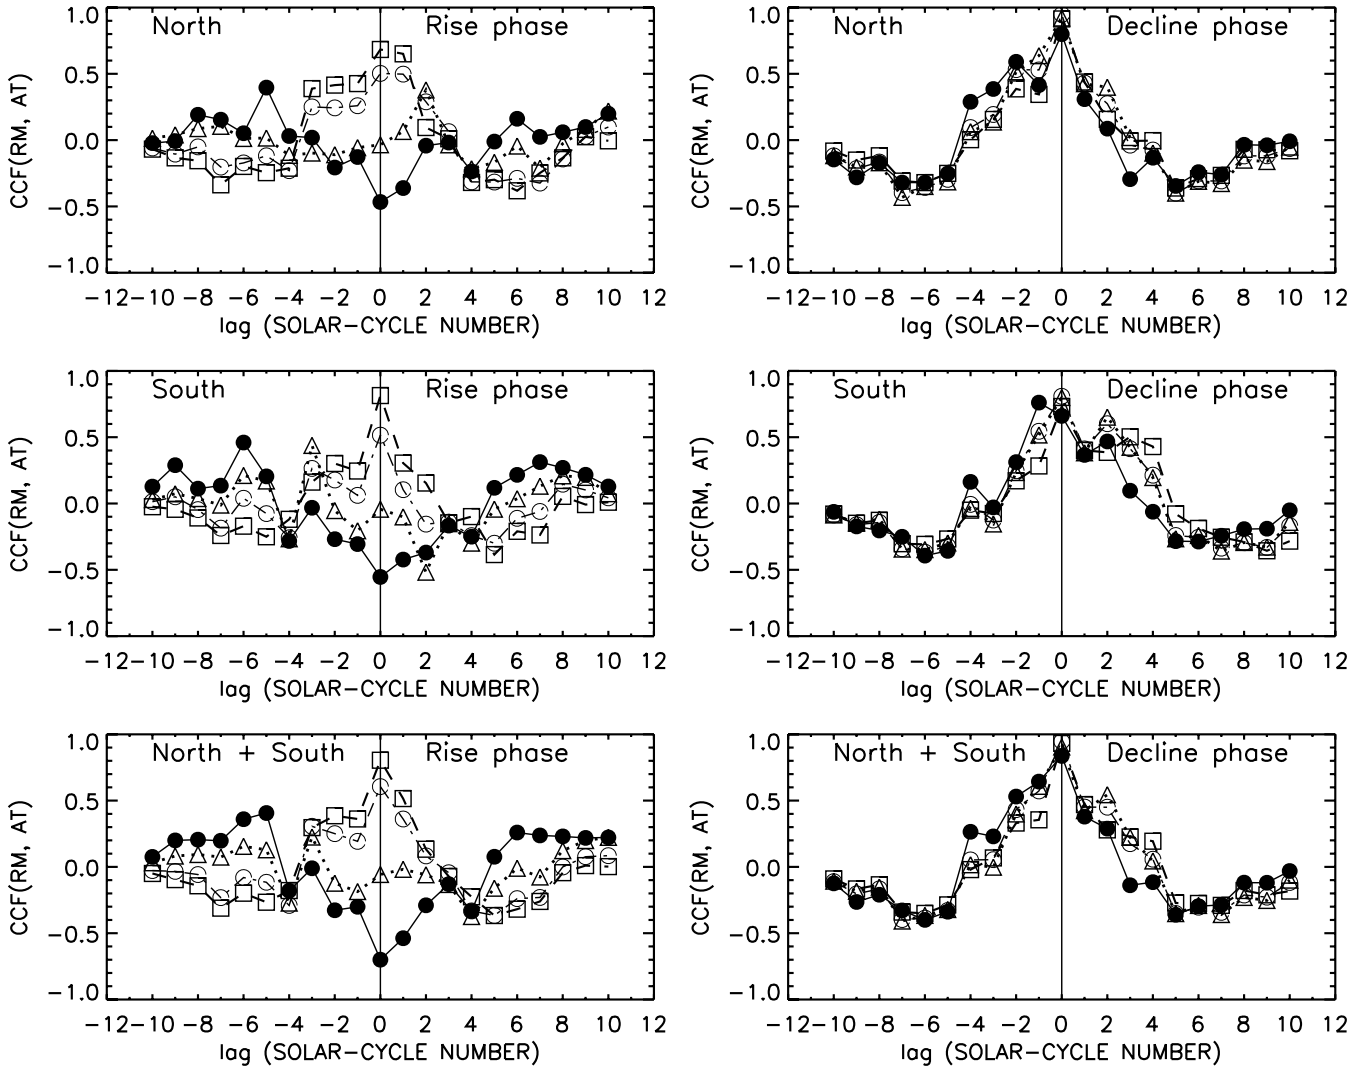 North Rise phase
1.0
0.5
0.0
−0.5
−1.0
CCF(RM, AT)
−12 −10 −8 −6 −4 −2 0 2 4 6 8 10 12
lag (SOLAR−CYCLE NUMBER)
North Decline phase
1.0
0.5
0.0
−0.5
−1.0
CCF(RM, AT)
−12 −10 −8 −6 −4 −2 0 2 4 6 8 10 12
lag (SOLAR−CYCLE NUMBER)
South Rise phase
1.0
0.5
0.0
−0.5
−1.0
CCF(RM, AT)
−12 −10 −8 −6 −4 −2 0 2 4 6 8 10 12
lag (SOLAR−CYCLE NUMBER)
South Decline phase
1.0
0.5
0.0
−0.5
−1.0
CCF(RM, AT)
−12 −10 −8 −6 −4 −2 0 2 4 6 8 10 12
lag (SOLAR−CYCLE NUMBER)
North + South Rise phase
1.0
0.5
0.0
−0.5
−1.0
CCF(RM, AT)
−12 −10 −8 −6 −4 −2 0 2 4 6 8 10 12
lag (SOLAR−CYCLE NUMBER)
North + South Decline phase
1.0
0.5
0.0
−0.5
−1.0
CCF(RM, AT)
−12 −10 −8 −6 −4 −2 0 2 4 6 8 10 12
lag (SOLAR−CYCLE NUMBER)